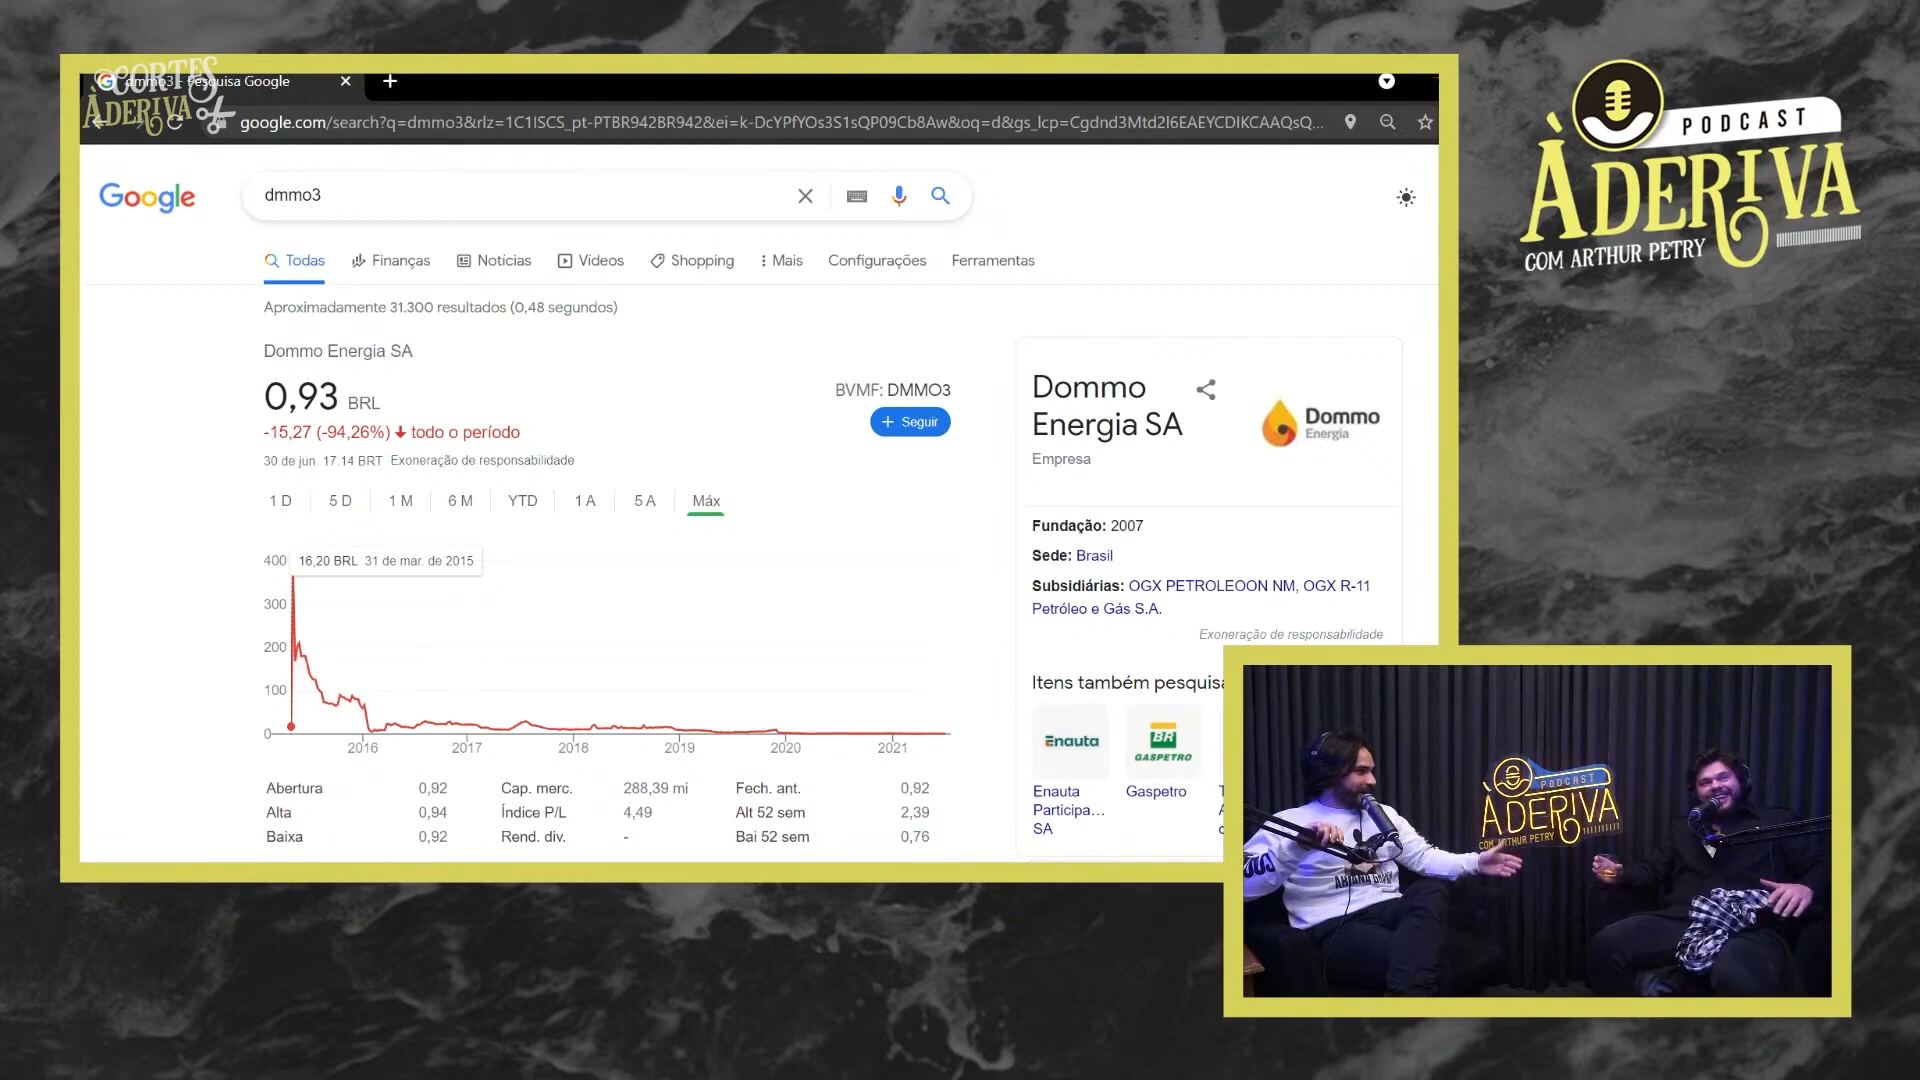 CORTES
ÀDERIVA
dmmo3 - Pesquisa Google
google.com/search?q=dmmo3&rlz=1C1ISCS_pt-PTBR942BR942&ei=k-DcYPfYOs3S1sQP09Cb8Aw&oq=d&gs_lcp=Cgdnd3Mtd2l6EAEYCDIKCAAQsQ...
PODCAST
ÀDERIVA
COM ARTHUR PETRY
Google
dmmo3
Todas
Finanças
Notícias
Vídeos
Shopping
Mais
Configurações
Ferramentas
Aproximadamente 31.300 resultados (0,48 segundos)
Dommo Energia SA
0,93 BRL
BVMF: DMMO3
Seguir
-15,27 (-94,26%) todo o período
30 de jun. 17:14 BRT · Exoneração de responsabilidade
1 D
5 D
1 M
6 M
YTD
1 A
5 A
Máx
16,20 BRL 31 de mar. de 2015
400
300
200
100
0
2016
2017
2018
2019
2020
2021
Abertura 0,92 Cap. merc. 288,39 mi Fech. ant. 0,92
Alta 0,94 Índice P/L 4,49 Alt 52 sem 2,39
Baixa 0,92 Rend. div. - Bai 52 sem 0,76
Dommo
Energia SA
Empresa
Dommo
Energia
Fundação: 2007
Sede: Brasil
Subsidiárias: OGX PETROLEOON NM, OGX R-11
Petróleo e Gás S.A.
Exoneração de responsabilidade
Itens também pesquisa
Enauta
BR
GASPETRO
Enauta
Participa...
SA
Gaspetro
PODCAST
ÀDERIVA
COM ARTHUR PETRY